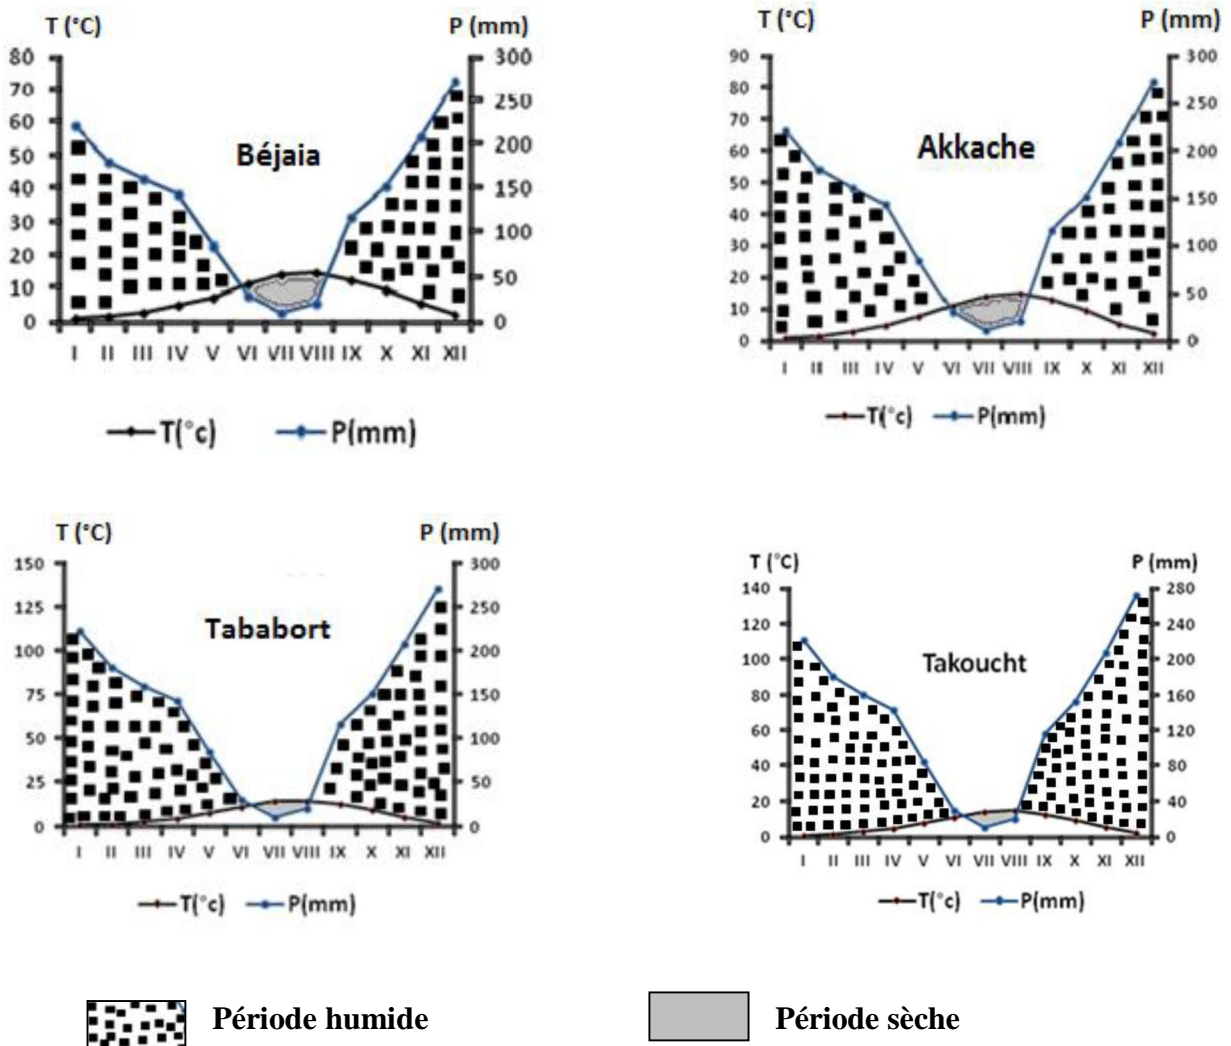 T (°C) P (mm)
80 300
70 250
60 200
50 150
40 100
30 50
20 0
10
0
Béjaia
I II III IV V VI VII VIII IX X XI XII
T(°c) P(mm)
T (°C) P (mm)
90 300
80 250
70 200
60 150
50 100
40 50
30 0
20
10
0
Akkache
I II III IV V VI VII VIII IX X XI XII
T(°c) P(mm)
T (°C) P (mm)
150 300
125 250
100 200
75 150
50 100
25 50
0 0
Tababort
I II III IV V VI VII VIII IX X XI XII
T(°c) P(mm)
T (°C) P (mm)
140 280
120 240
100 200
80 160
60 120
40 80
20 40
0 0
Takoucht
I II III IV V VI VII VIII IX X XI XII
T(°c) P(mm)
Période humide Période sèche